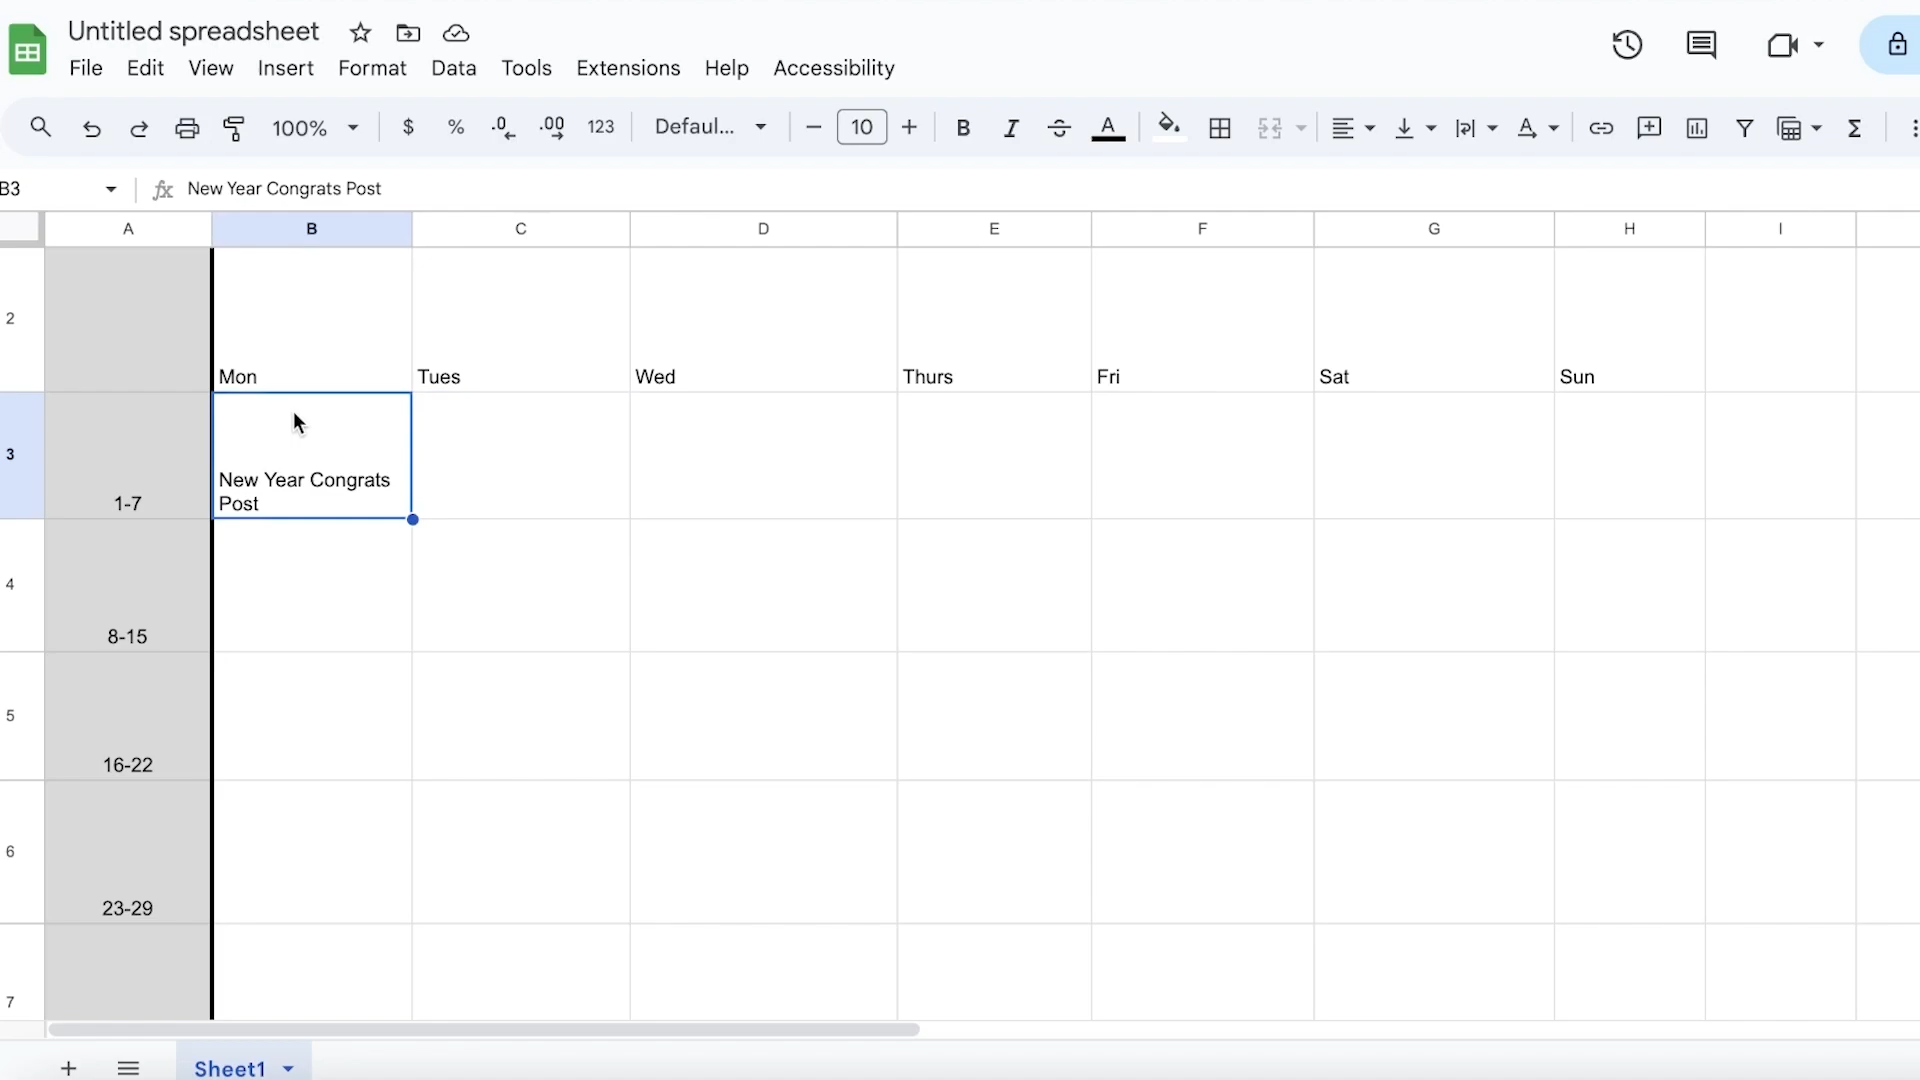 Untitled spreadsheet
File Edit View Insert Format Data Tools Extensions Help Accessibility
100% $ % .0 .00 123 Defaul... 10 B I A A Σ
B3 fx New Year Congrats Post
A B C D E F G H I
2 Mon Tues Wed Thurs Fri Sat Sun
3 1-7 New Year Congrats
Post
4 8-15
5 16-22
6 23-29
7
Sheet1